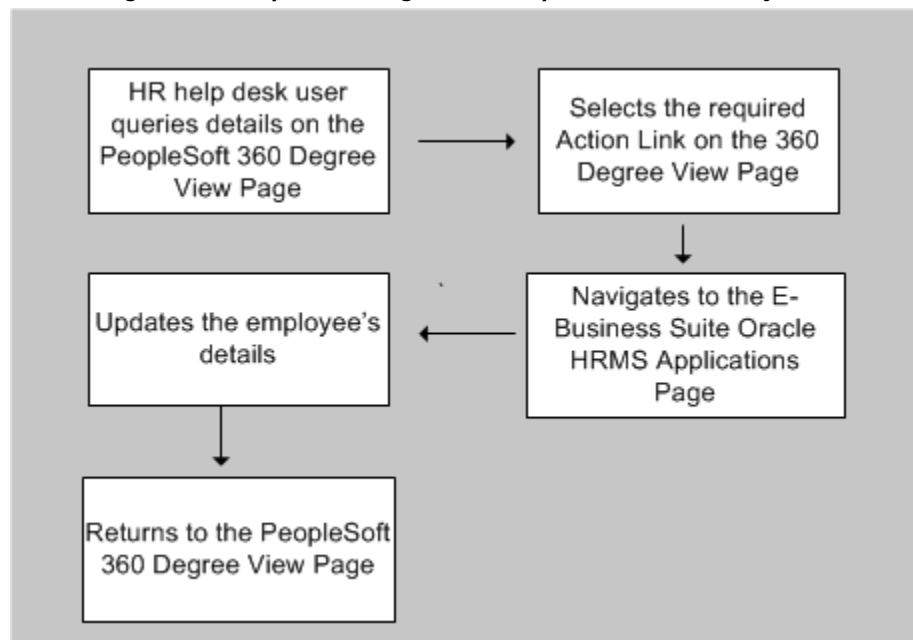 HR help desk user
queries details on the
PeopleSoft 360 Degree
View Page
Selects the required
Action Link on the 360
Degree View Page
Navigates to the E-
Business Suite Oracle
HRMS Applications
Page
Updates the employee's
details
Returns to the PeopleSoft
360 Degree View Page